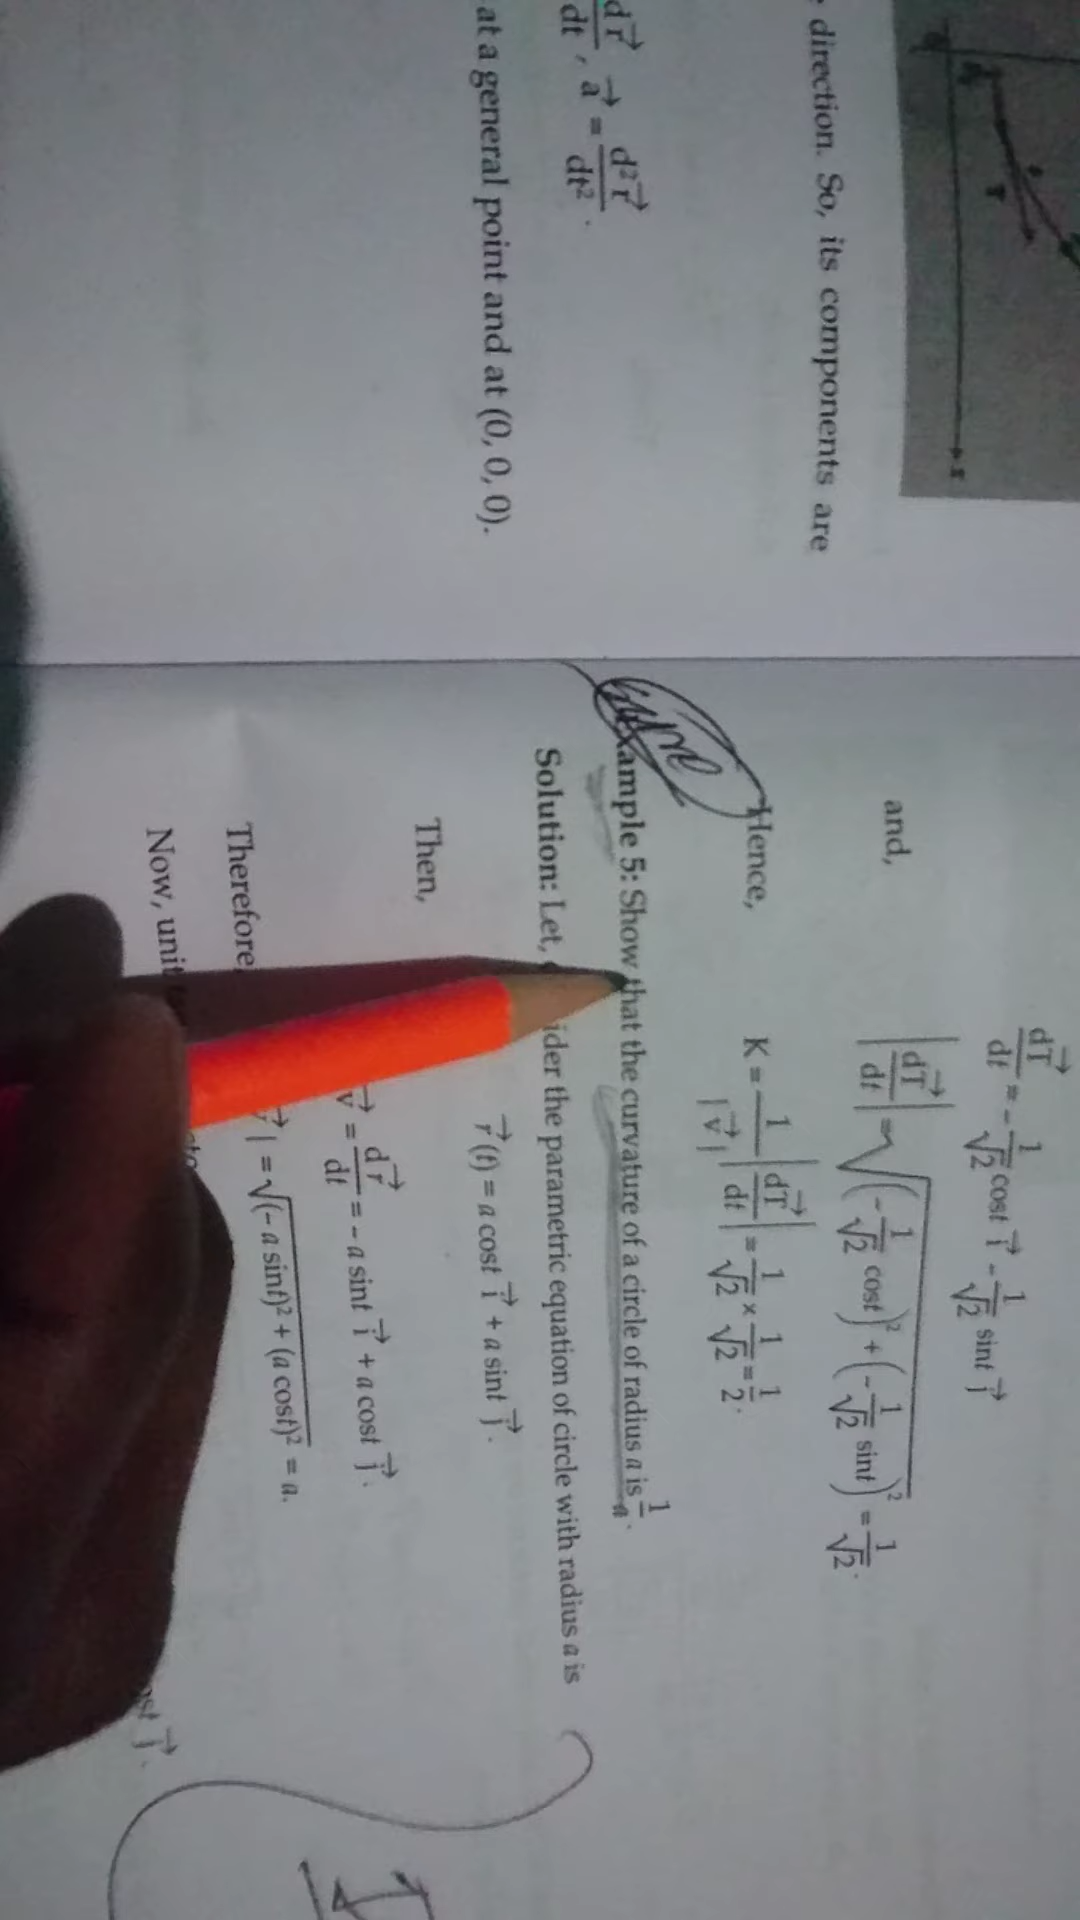 direction. So, its components are
dr⃗/dt, a⃗ = d²r⃗/dt².
at a general point and at (0, 0, 0).
dT⃗/dt = - 1/√2 cost i⃗ - 1/√2 sint j⃗
and, |dT⃗/dt| = √((- 1/√2 cost)² + (- 1/√2 sint)²) = 1/√2.
Hence, K = 1/|v⃗| |dT⃗/dt| = 1/√2 × 1/√2 = 1/2.
Example 5: Show that the curvature of a circle of radius a is 1/a.
Solution: Let, ider the parametric equation of circle with radius a is
r⃗(t) = a cost i⃗ + a sint j⃗.
Then, v⃗ = dr⃗/dt = - a sint i⃗ + a cost j⃗.
Therefore, | = √((- a sint)² + (a cost)²) = a.
Now, unit
j⃗.